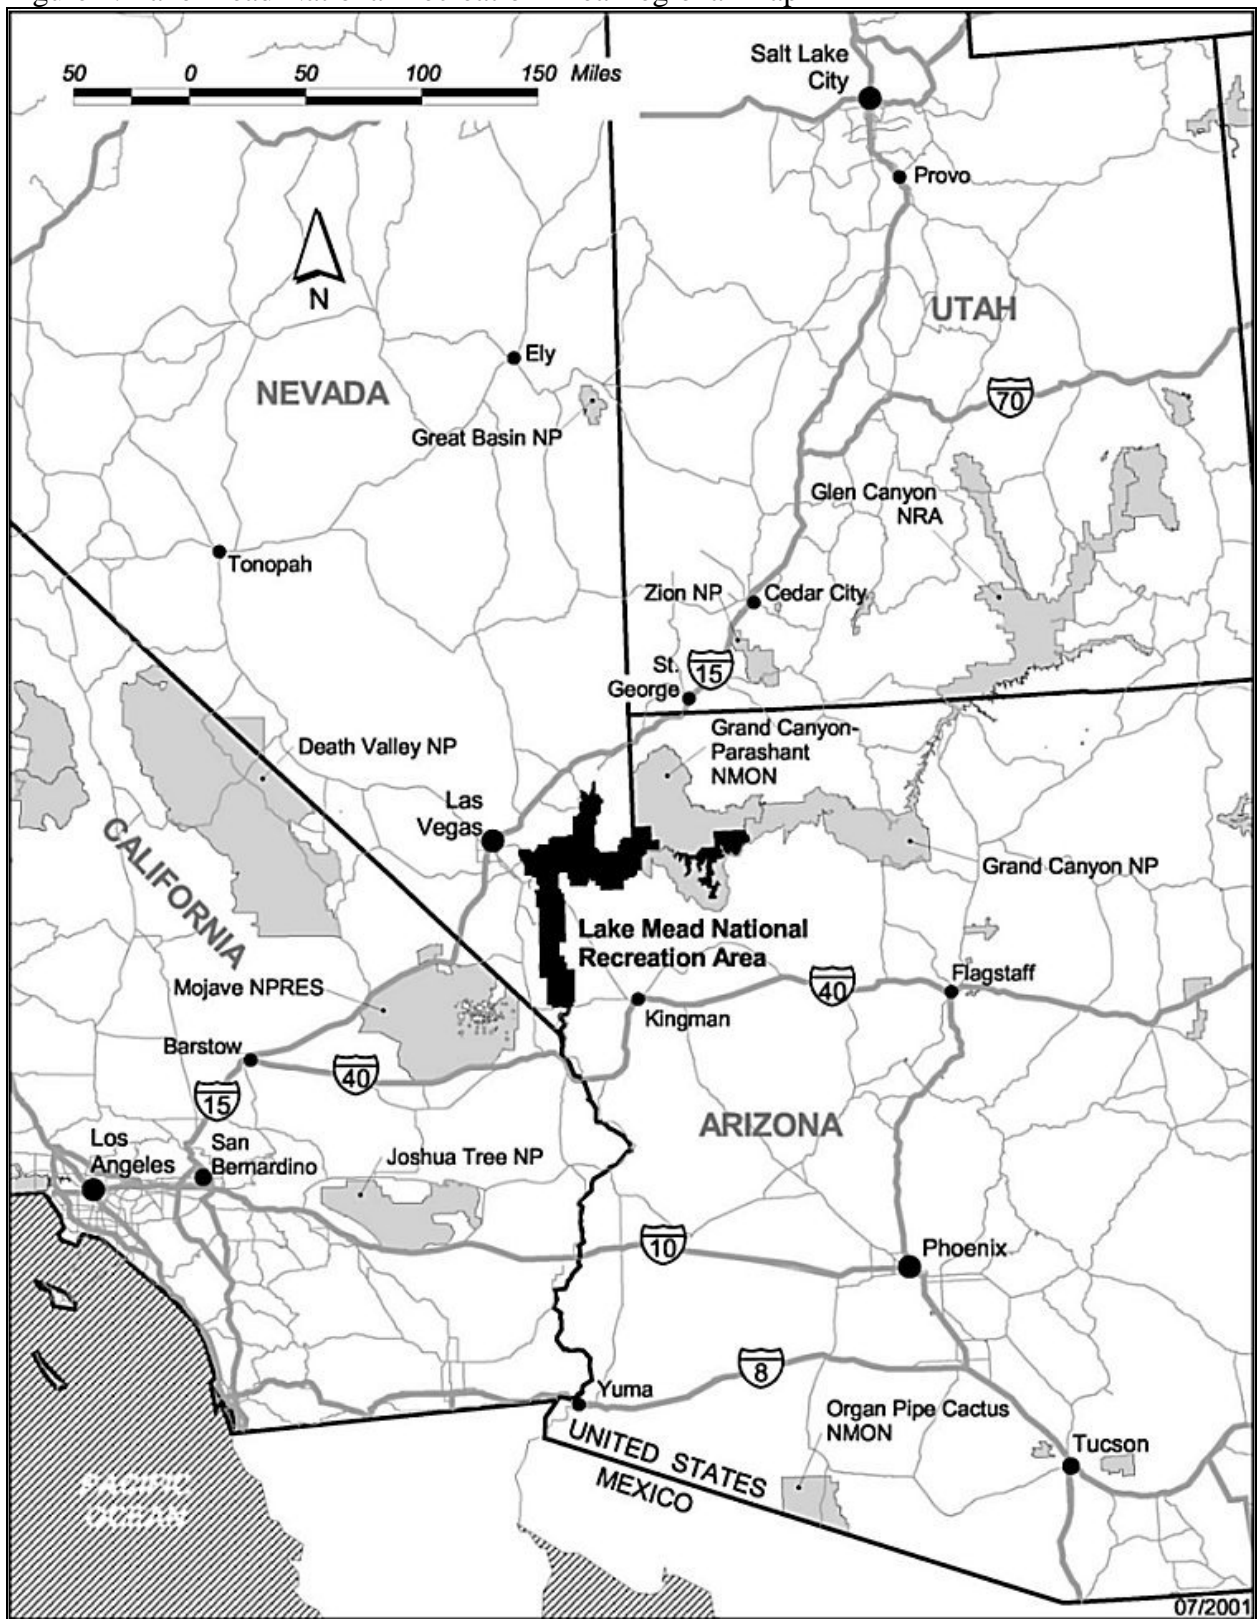 50 0 50 100 150 Miles
Salt Lake
City
Provo
N
UTAH
Ely
NEVADA
70
Great Basin NP
Glen Canyon
NRA
Tonopah
Zion NP
Cedar City
St.
George
15
Grand Canyon-
Parashant
NMON
Death Valley NP
Las
Vegas
CALIFORNIA
Grand Canyon NP
Lake Mead National
Recreation Area
Mojave NPRES
Flagstaff
40
Kingman
Barstow
40
15
ARIZONA
Los
Angeles
San
Bernardino
Joshua Tree NP
10
Phoenix
8
Yuma
Organ Pipe Cactus
NMON
UNITED STATES
MEXICO
Tucson
PACIFIC
OCEAN
07/2001